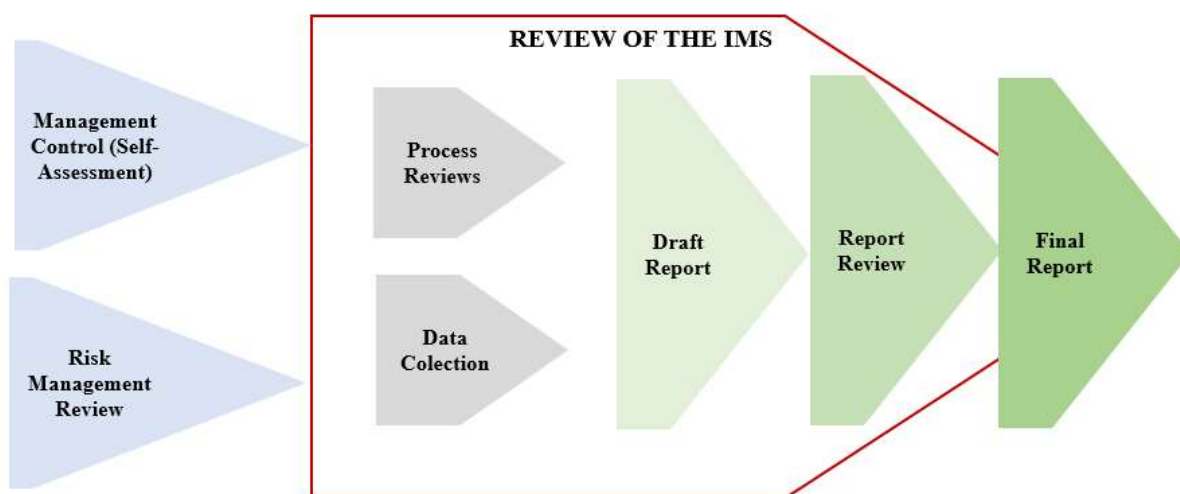 REVIEW OF THE IMS
Management
Control (Self-
Assessment)
Process
Reviews
Draft
Report
Report
Review
Final
Report
Risk
Management
Review
Data
Colection